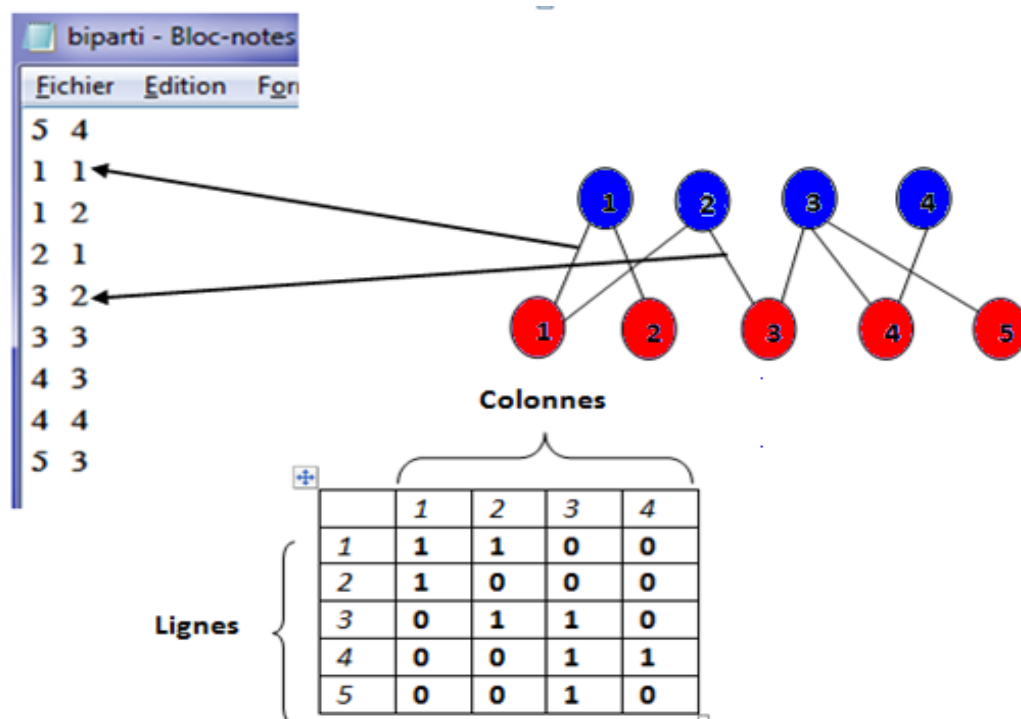 biparti - Bloc-notes
Fichier Edition
5 4
1 1
1 2
2 1
3 2
3 3
4 3
4 4
5 3
1 2 3 4
1 2 3 4 5
Colonnes
1 2 3 4
1 1 1 0 0
2 1 0 0 0
3 0 1 1 0
4 0 0 1 1
5 0 0 1 0
Lignes